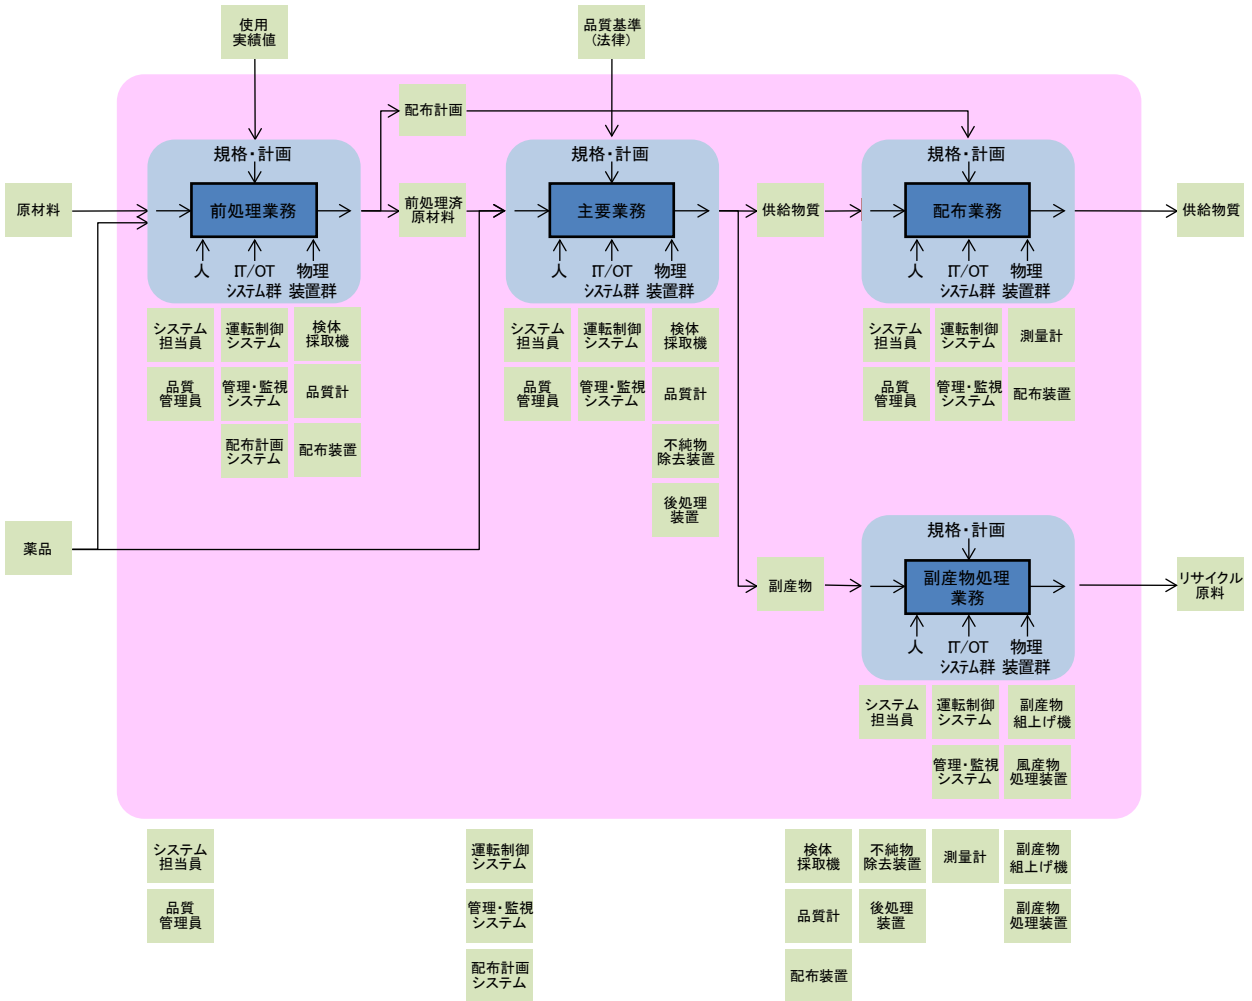 使用
実績値
品質基準
(法律)
配布計画
規格・計画
規格・計画
規格・計画
原材料
前処理業務
前処理済
原材料
主要業務
供給物質
配布業務
供給物質
人
IT/OT
システム群
物理
装置群
人
IT/OT
システム群
物理
装置群
人
IT/OT
システム群
物理
装置群
システム
担当員
運転制御
システム
検体
採取機
システム
担当員
運転制御
システム
検体
採取機
システム
担当員
運転制御
システム
測量計
品質
管理員
管理・監視
システム
品質計
品質
管理員
管理・監視
システム
品質計
品質
管理員
管理・監視
システム
配布装置
配布計画
システム
配布装置
不純物
除去装置
後処理
装置
薬品
規格・計画
副産物
副産物処理
業務
リサイクル
原料
人
IT/OT
システム群
物理
装置群
システム
担当員
運転制御
システム
副産物
組上げ機
管理・監視
システム
風産物
処理装置
システム
担当員
運転制御
システム
検体
採取機
不純物
除去装置
測量計
副産物
組上げ機
品質
管理員
管理・監視
システム
品質計
後処理
装置
副産物
処理装置
配布計画
システム
配布装置